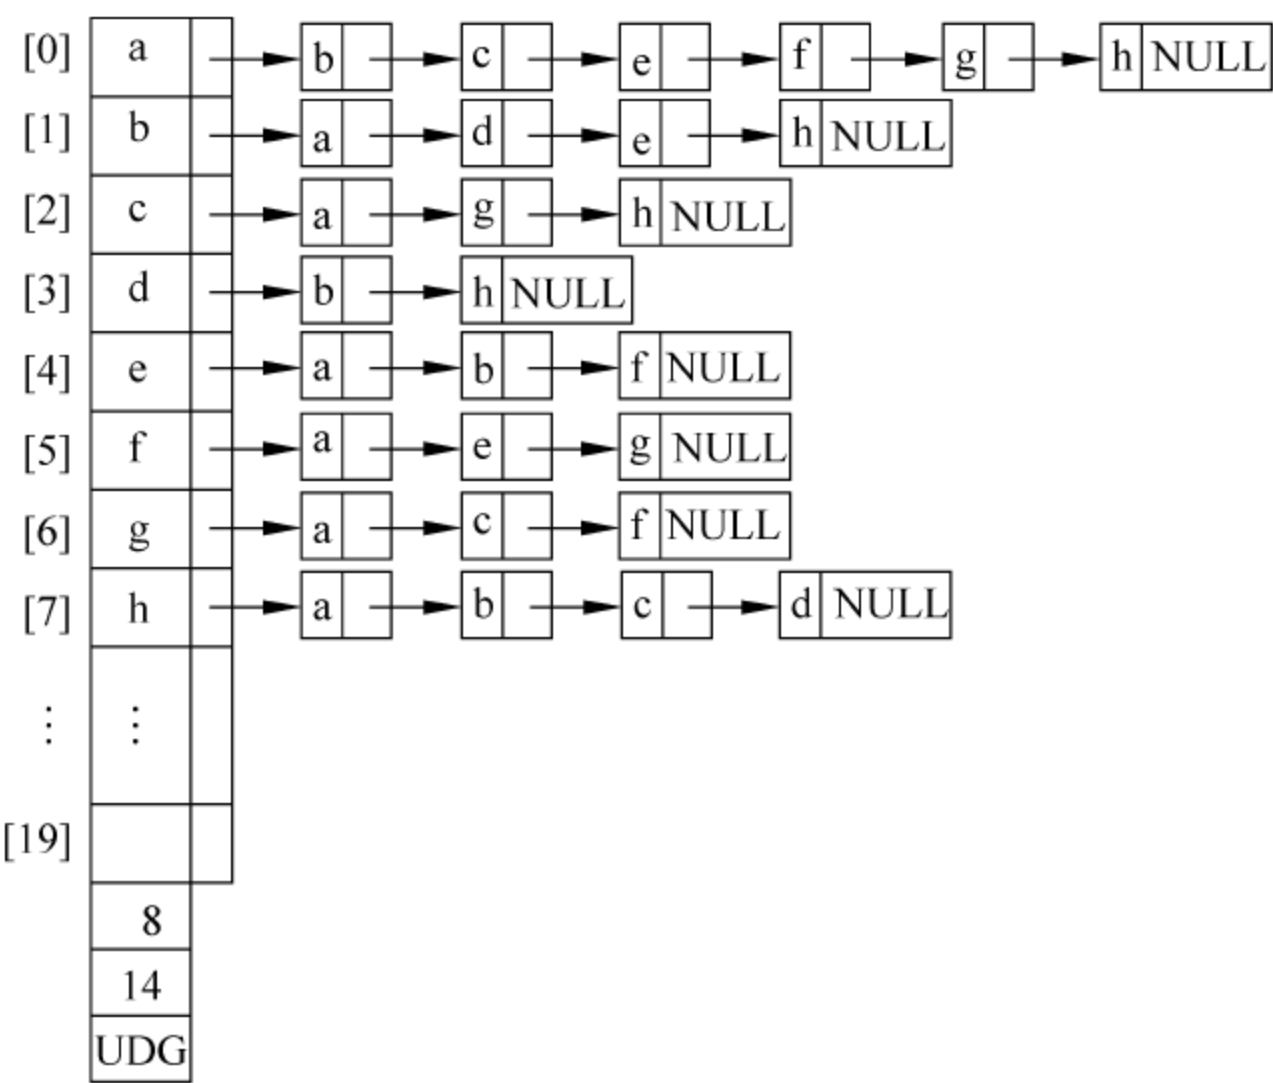 [0] a b c e f g h NULL
[1] b a d e h NULL
[2] c a g h NULL
[3] d b h NULL
[4] e a b f NULL
[5] f a e g NULL
[6] g a c f NULL
[7] h a b c d NULL
⋮ ⋮
[19]
8
14
UDG